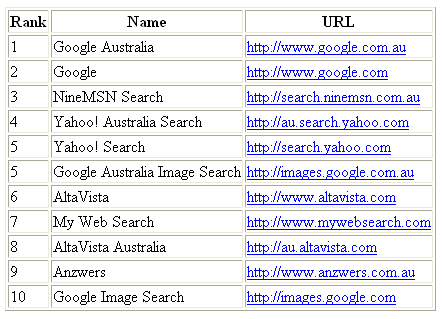 Rank Name URL
1 Google Australia http://www.google.com.au
2 Google http://www.google.com
3 NineMSN Search http://search.ninemsn.com.au
4 Yahoo! Australia Search http://au.search.yahoo.com
5 Yahoo! Search http://search.yahoo.com
5 Google Australia Image Search http://images.google.com.au
6 AltaVista http://www.altavista.com
7 My Web Search http://www.mywebsearch.com
8 AltaVista Australia http://au.altavista.com
9 Anzwers http://www.anzwers.com.au
10 Google Image Search http://images.google.com